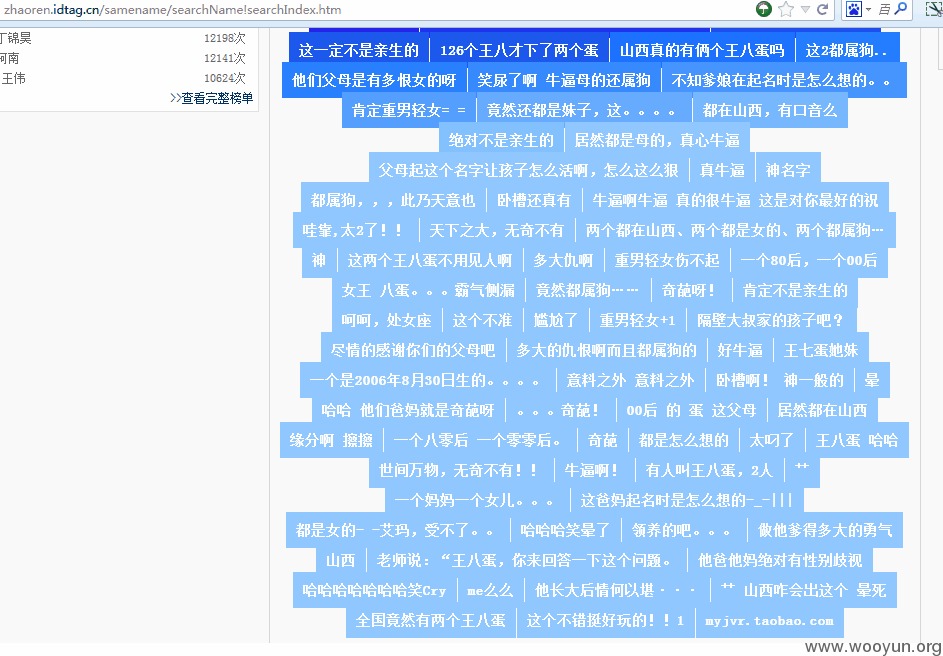 zhaoren.idtag.cn/samename/searchName!searchIndex.htm
丁锦昊 12198次
河南 12141次
王伟 10624次
>>查看完整榜单
这一定不是亲生的 126个王八才下了两个蛋 山西真的有俩个王八蛋吗 这2都属狗..
他们父母是有多恨女的呀 笑尿了啊 牛逼母的还属狗 不知爹娘在起名时是怎么想的。。
肯定重男轻女= = 竟然还都是妹子，这。。。。 都在山西，有口音么
绝对不是亲生的 居然都是母的，真心牛逼
父母起这个名字让孩子怎么活啊，怎么这么狠 真牛逼 神名字
都属狗，，，此乃天意也 卧槽还真有 牛逼啊牛逼 真的很牛逼 这是对你最好的祝
哇靠,太2了！！ 天下之大，无奇不有 两个都在山西、两个都是女的、两个都属狗…
神 这两个王八蛋不用见人啊 多大仇啊 重男轻女伤不起 一个80后，一个00后
女王 八蛋。。。霸气侧漏 竟然都属狗…… 奇葩呀！ 肯定不是亲生的
呵呵，处女座 这个不准 尴尬了 重男轻女+1 隔壁大叔家的孩子吧？
尽情的感谢你们的父母吧 多大的仇恨啊而且都属狗的 好牛逼 王七蛋她妹
一个是2006年8月30日生的。。。。 意料之外 意料之外 卧槽啊！ 神一般的 晕
哈哈 他们爸妈就是奇葩呀 。。。奇葩！ 00后 的 蛋 这父母 居然都在山西
缘分啊 擦擦 一个八零后 一个零零后。 奇葩 都是怎么想的 太叼了 王八蛋 哈哈
世间万物，无奇不有！！ 牛逼啊！ 有人叫王八蛋，2人 艹
一个妈妈一个女儿。。。 这爸妈起名时是怎么想的-_-|||
都是女的- -艾玛，受不了。。 哈哈哈笑晕了 领养的吧。。。 做他爹得多大的勇气
山西 老师说：“王八蛋，你来回答一下这个问题。 他爸他妈绝对有性别歧视
哈哈哈哈哈哈哈笑Cry me么么 他长大后情何以堪··· 艹 山西咋会出这个 晕死
全国竟然有两个王八蛋 这个不错挺好玩的！！1 myjvr.taobao.com
www.wooyun.org